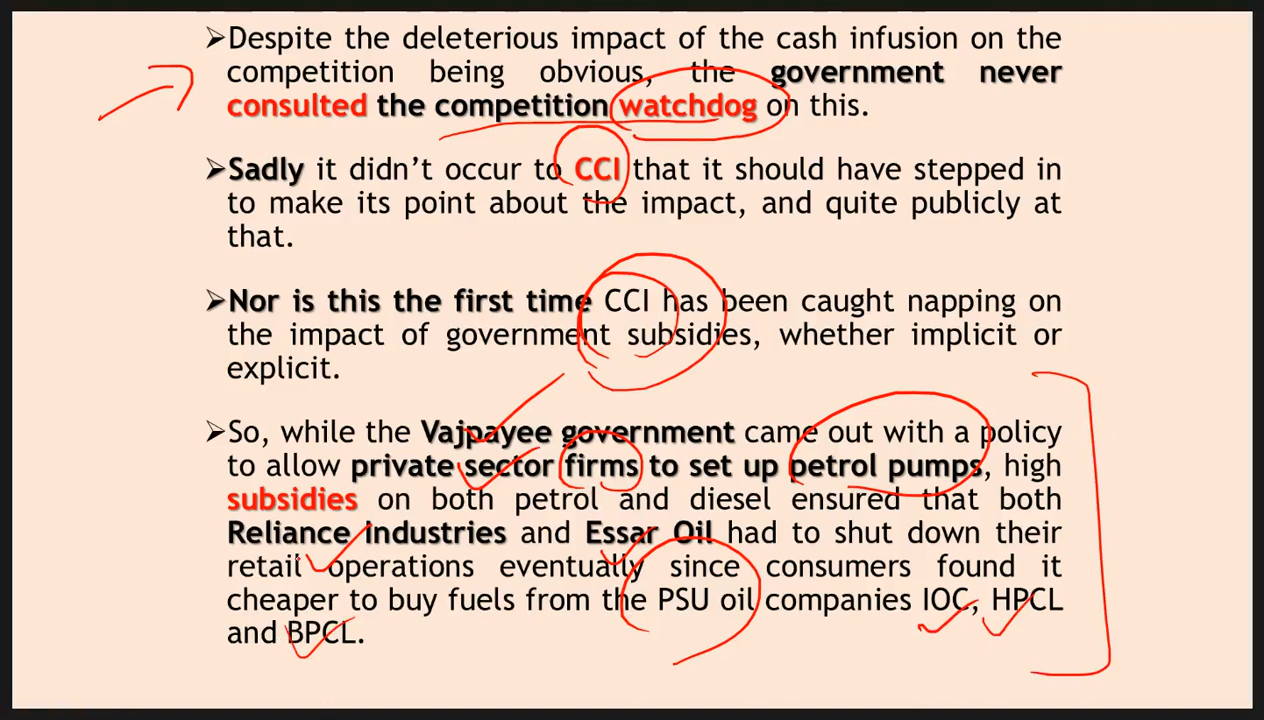 ➢Despite the deleterious impact of the cash infusion on the
competition being obvious, the government never
consulted the competition watchdog on this.
➢Sadly it didn't occur to CCI that it should have stepped in
to make its point about the impact, and quite publicly at
that.
➢Nor is this the first time CCI has been caught napping on
the impact of government subsidies, whether implicit or
explicit.
➢So, while the Vajpayee government came out with a policy
to allow private sector firms to set up petrol pumps, high
subsidies on both petrol and diesel ensured that both
Reliance Industries and Essar Oil had to shut down their
retail operations eventually since consumers found it
cheaper to buy fuels from the PSU oil companies IOC, HPCL
and BPCL.